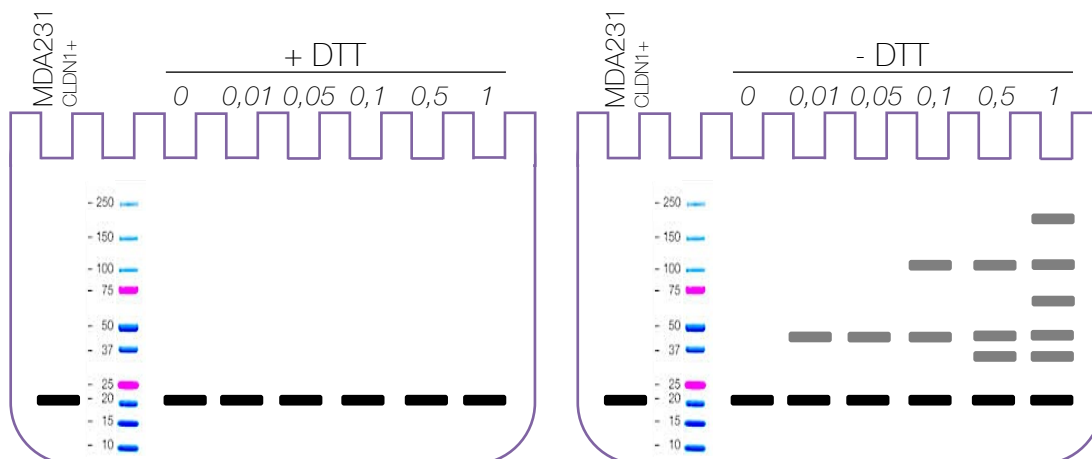 MDA231
CLDN1+
+ DTT
0 0,01 0,05 0,1 0,5 1
- 250
- 150
- 100
- 75
- 50
- 37
- 25
- 20
- 15
- 10
MDA231
CLDN1+
- DTT
0 0,01 0,05 0,1 0,5 1
- 250
- 150
- 100
- 75
- 50
- 37
- 25
- 20
- 15
- 10